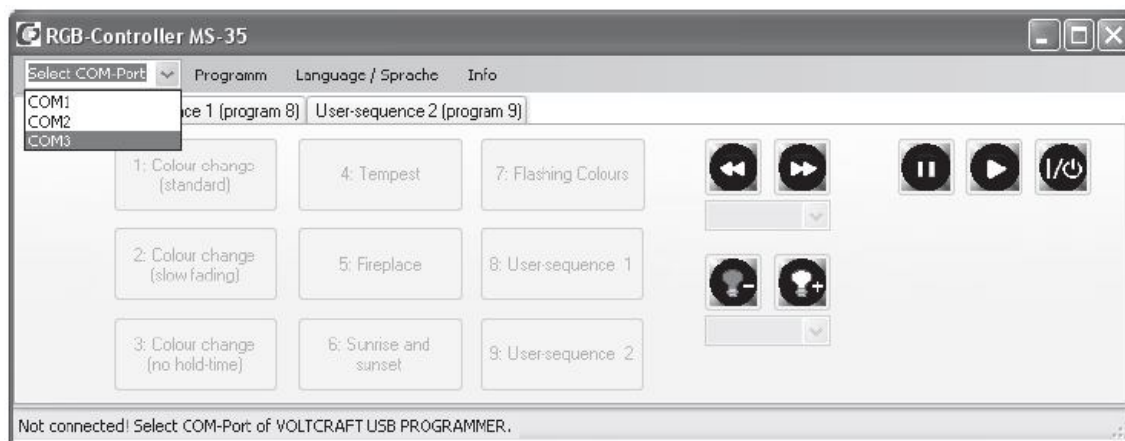 RGB-Controller MS-35
Select COM-Port Programm Language / Sprache Info
COM1
COM2
COM3
nce 1 (program 8) User-sequence 2 (program 9)
1: Colour change
(standard)
4: Tempest
7: Flashing Colours
I/
2: Colour change
(slow fading)
5: Fireplace
8: User-sequence 1
- +
3: Colour change
(no hold-time)
6: Sunrise and
sunset
9: User-sequence 2
Not connected! Select COM-Port of VOLTCRAFT USB PROGRAMMER.